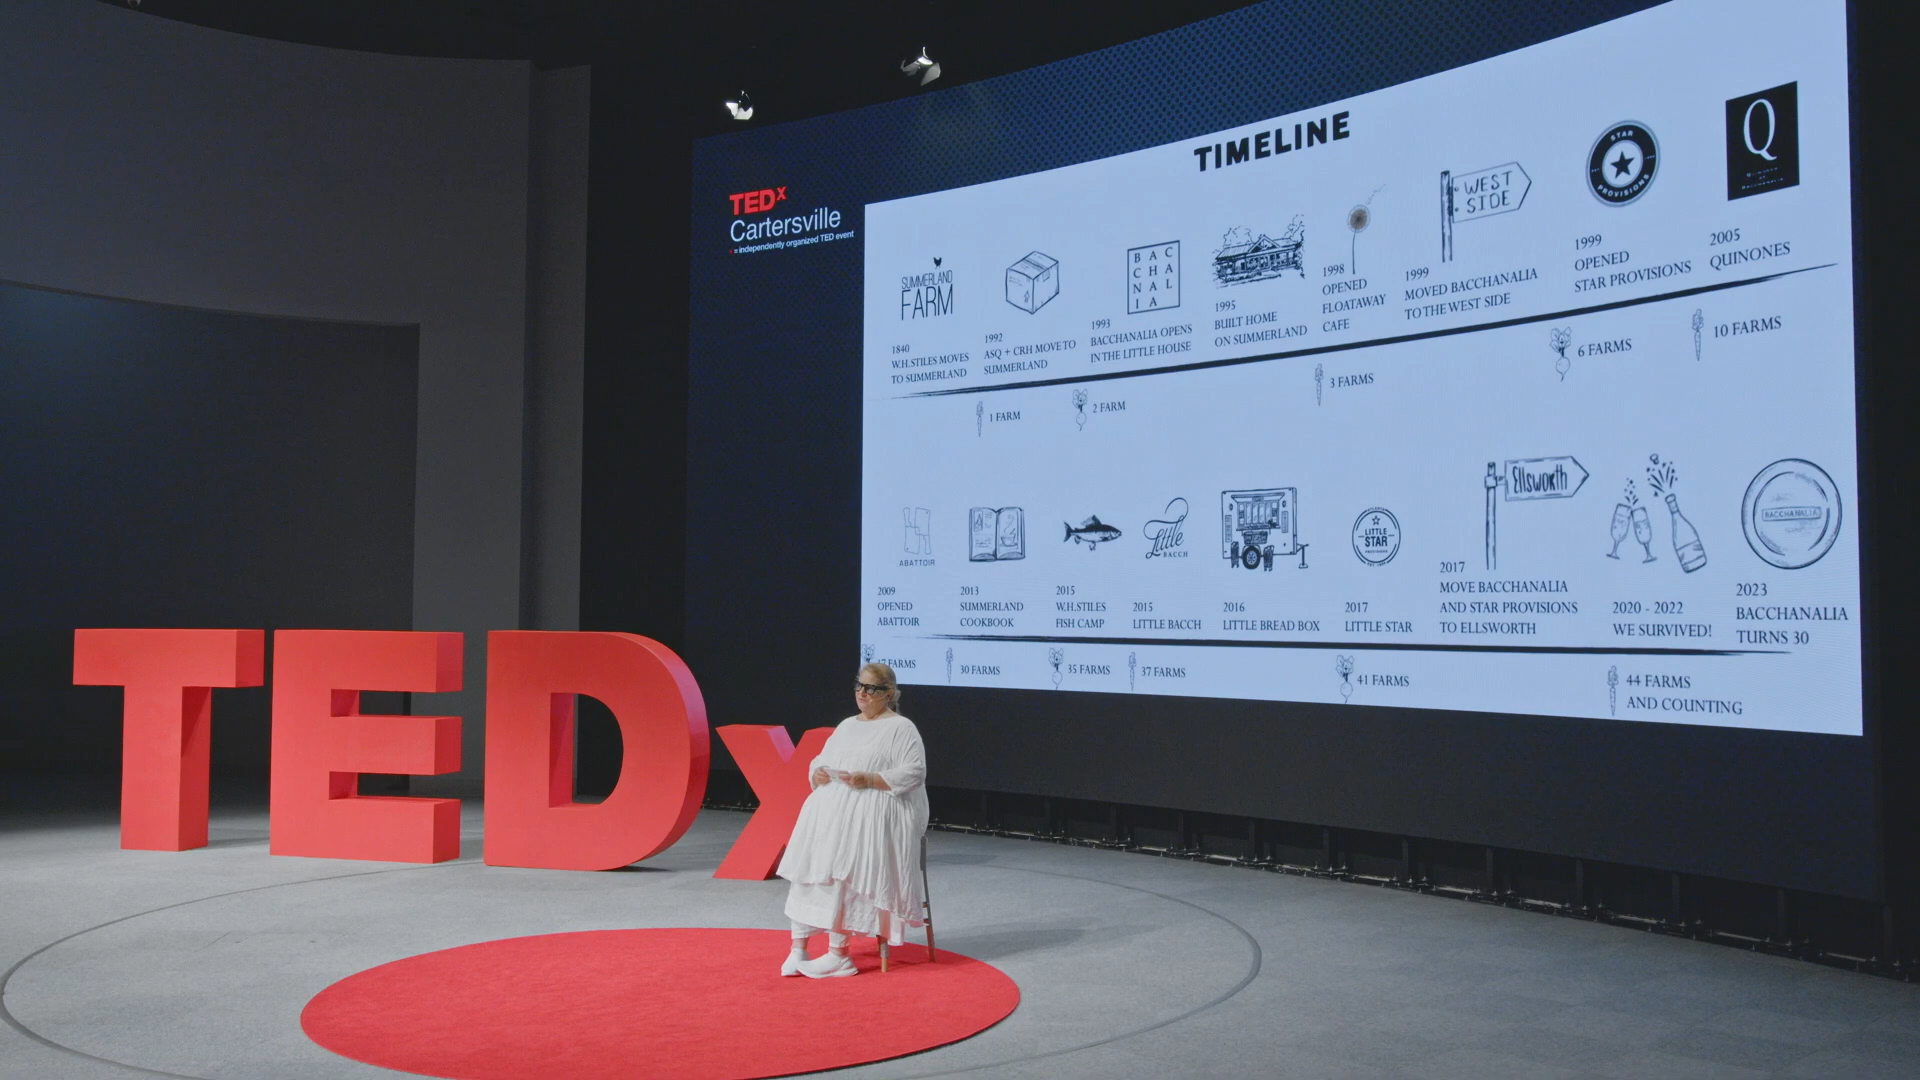 TEDx
Cartersville
x = independently organized TED event
TIMELINE
SUMMERLAND
FARM
1840
W.H.STILES MOVES
TO SUMMERLAND
1992
ASQ + CRH MOVE TO
SUMMERLAND
B A C
C H A
N A L
I A
1993
BACCHANALIA OPENS
IN THE LITTLE HOUSE
1995
BUILT HOME
ON SUMMERLAND
1998
OPENED
FLOATAWAY
CAFE
WEST
SIDE
1999
MOVED BACCHANALIA
TO THE WEST SIDE
STAR
PROVISIONS
1999
OPENED
STAR PROVISIONS
Q
2005
QUINONES
1 FARM
2 FARM
3 FARMS
6 FARMS
10 FARMS
ABATTOIR
2009
OPENED
ABATTOIR
2013
SUMMERLAND
COOKBOOK
2015
W.H.STILES
FISH CAMP
Little
BACCH
2015
LITTLE BACCH
2016
LITTLE BREAD BOX
LITTLE
STAR
PROVISIONS
2017
LITTLE STAR
Ellsworth
2017
MOVE BACCHANALIA
AND STAR PROVISIONS
TO ELLSWORTH
2020 - 2022
WE SURVIVED!
BACCHANALIA
2023
BACCHANALIA
TURNS 30
17 FARMS
30 FARMS
35 FARMS
37 FARMS
41 FARMS
44 FARMS
AND COUNTING
TEDx